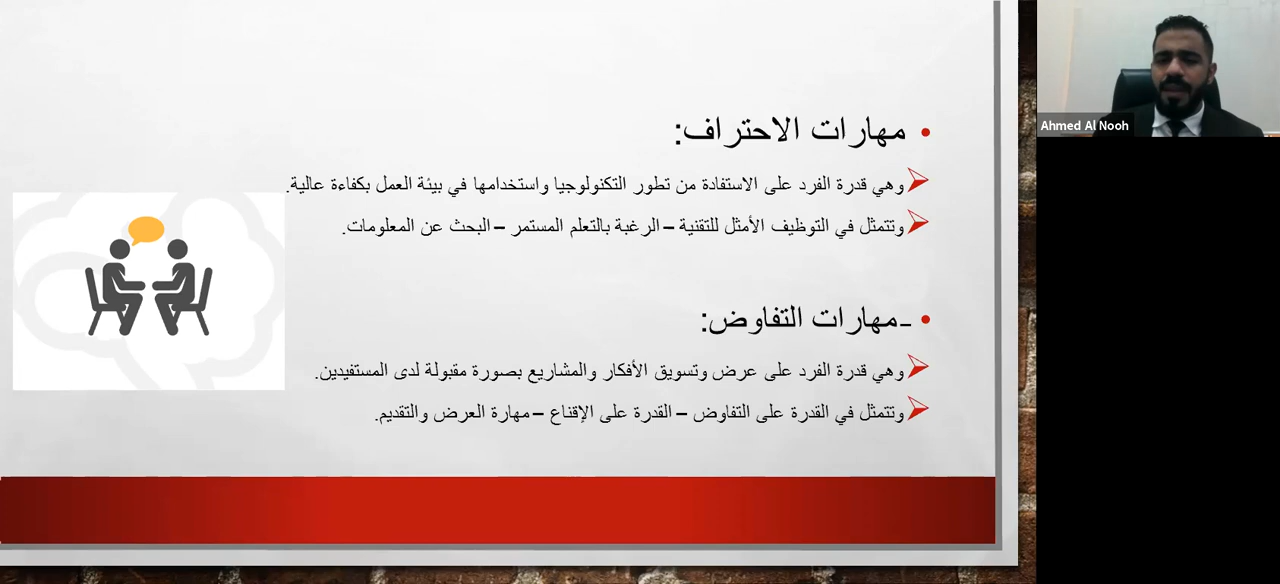 مهارات الاحتراف:
وهي قدرة الفرد على الاستفادة من تطور التكنولوجيا واستخدامها في بيئة العمل بكفاءة عالية.
وتتمثل في التوظيف الأمثل للتقنية – الرغبة بالتعلم المستمر – البحث عن المعلومات.
-مهارات التفاوض:
وهي قدرة الفرد على عرض وتسويق الأفكار والمشاريع بصورة مقبولة لدى المستفيدين.
وتتمثل في القدرة على التفاوض – القدرة على الإقناع – مهارة العرض والتقديم.
Ahmed Al Nooh